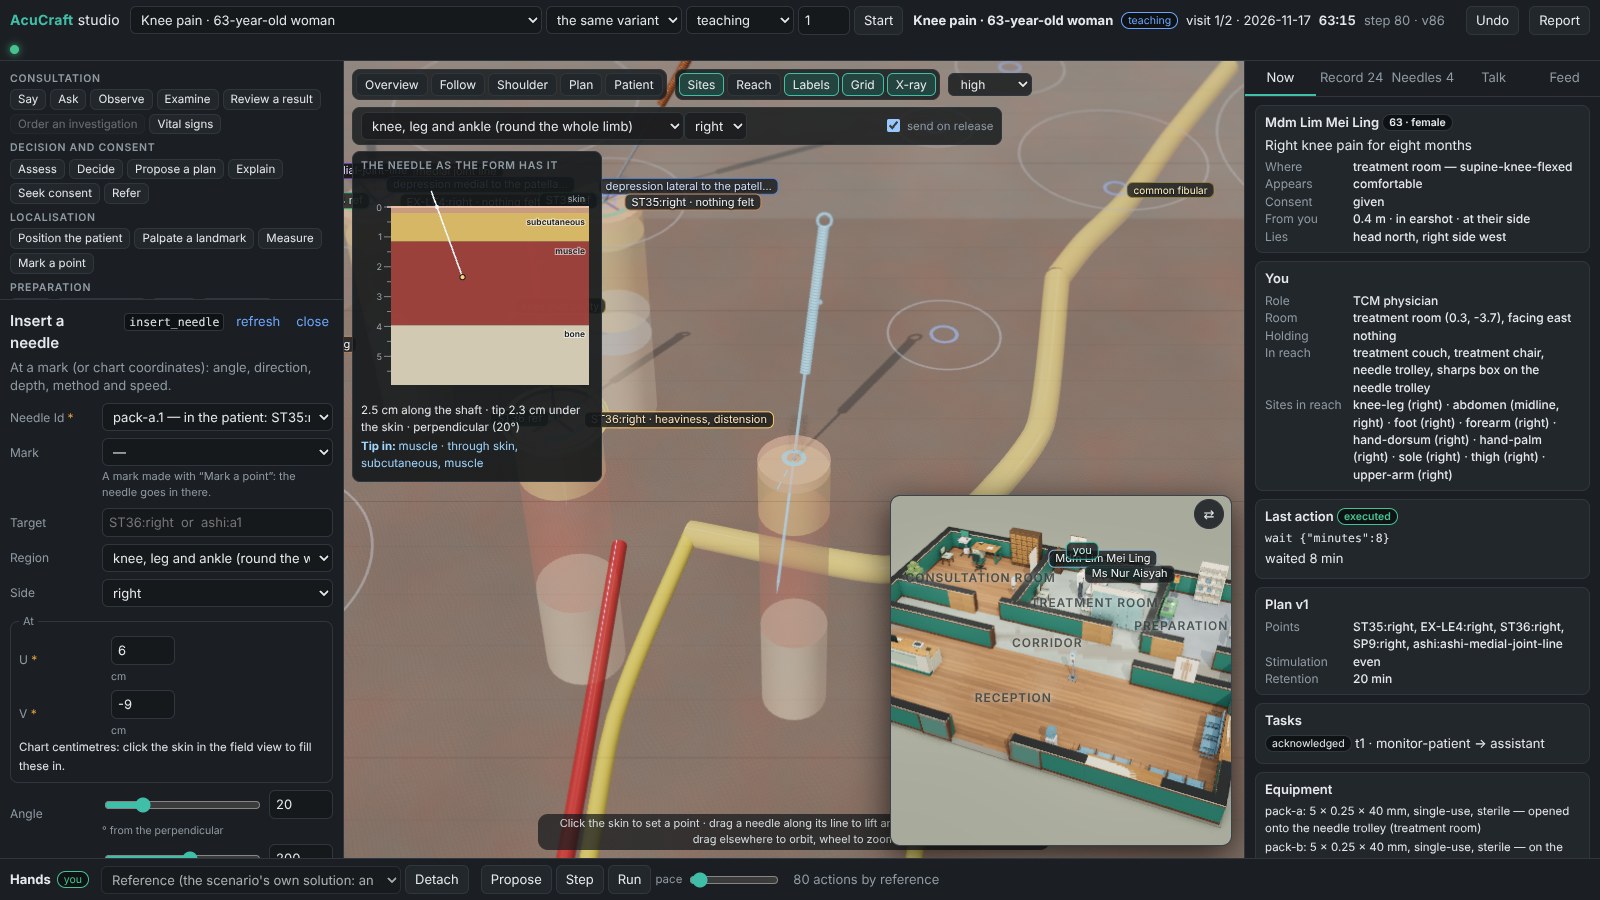 AcuCraft studio
Knee pain · 63-year-old woman
the same variant
teaching
1
Start
Knee pain · 63-year-old woman
teaching
visit 1/2 · 2026-11-17 63:15 step 80 · v86
Undo
Report
CONSULTATION
Say
Ask
Observe
Examine
Review a result
Order an investigation
Vital signs
DECISION AND CONSENT
Assess
Decide
Propose a plan
Explain
Seek consent
Refer
LOCALISATION
Position the patient
Palpate a landmark
Measure
Mark a point
PREPARATION
Insert a needle
insert_needle
refresh
close
At a mark (or chart coordinates): angle, direction,
depth, method and speed.
Needle Id *
pack-a.1 — in the patient: ST35:r
Mark
—
A mark made with “Mark a point”: the
needle goes in there.
Target
ST36:right or ashi:a1
Region
knee, leg and ankle (round the w
Side
right
At
U *
6
cm
V *
-9
cm
Chart centimetres: click the skin in the field view to fill
these in.
Angle
20
° from the perpendicular
Overview
Follow
Shoulder
Plan
Patient
Sites
Reach
Labels
Grid
X-ray
high
knee, leg and ankle (round the whole limb)
right
send on release
THE NEEDLE AS THE FORM HAS IT
skin
0
subcutaneous
1
muscle
2
3
4
bone
5
2.5 cm along the shaft · tip 2.3 cm under
the skin · perpendicular (20°)
Tip in: muscle · through skin,
subcutaneous, muscle
depression lateral to the patell...
ST35:right · nothing felt
common fibular
ST36:right · heaviness, distension
Click the skin to set a point · drag a needle along its line to lift
drag elsewhere to orbit, wheel to zoom
you
Mdm Lim Mei Ling
Ms Nur Aisyah
CONSULTATION ROOM
TREATMENT ROOM
PREPARATION
CORRIDOR
RECEPTION
Now
Record 24
Needles 4
Talk
Feed
Mdm Lim Mei Ling 63 · female
Right knee pain for eight months
Where treatment room — supine-knee-flexed
Appears comfortable
Consent given
From you 0.4 m · in earshot · at their side
Lies head north, right side west
You
Role TCM physician
Room treatment room (0.3, -3.7), facing east
Holding nothing
In reach treatment couch, treatment chair,
needle trolley, sharps box on the
needle trolley
Sites in reach knee-leg (right) · abdomen (midline,
right) · foot (right) · forearm (right) ·
hand-dorsum (right) · hand-palm
(right) · sole (right) · thigh (right) ·
upper-arm (right)
Last action executed
wait {"minutes":8}
waited 8 min
Plan v1
Points ST35:right, EX-LE4:right, ST36:right,
SP9:right, ashi:ashi-medial-joint-line
Stimulation even
Retention 20 min
Tasks
acknowledged t1 · monitor-patient → assistant
Equipment
pack-a: 5 × 0.25 × 40 mm, single-use, sterile — opened
onto the needle trolley (treatment room)
pack-b: 5 × 0.25 × 40 mm, single-use, sterile — on the
Hands
you
Reference (the scenario's own solution: an
Detach
Propose
Step
Run
pace
80 actions by reference